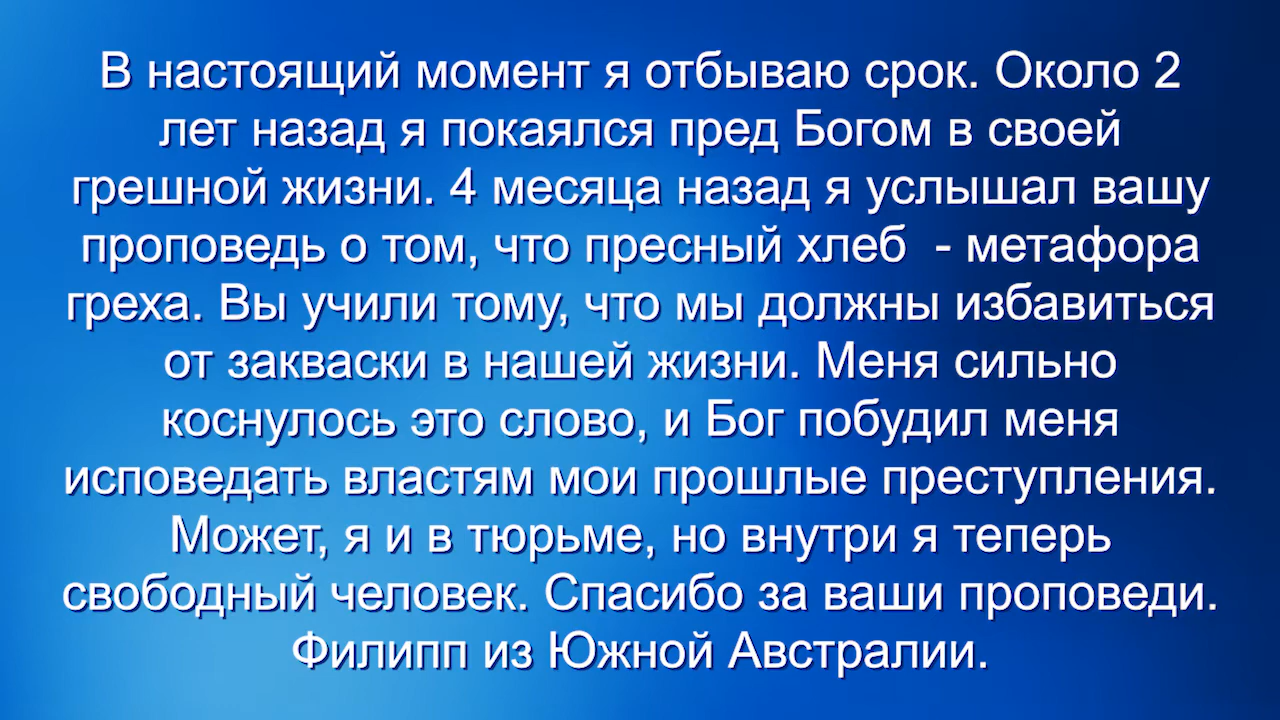 В настоящий момент я отбываю срок. Около 2
лет назад я покаялся пред Богом в своей
грешной жизни. 4 месяца назад я услышал вашу
проповедь о том, что пресный хлеб  - метафора
греха. Вы учили тому, что мы должны избавиться
от закваски в нашей жизни. Меня сильно
коснулось это слово, и Бог побудил меня
исповедать властям мои прошлые преступления.
Может, я и в тюрьме, но внутри я теперь
свободный человек. Спасибо за ваши проповеди.
Филипп из Южной Австралии.